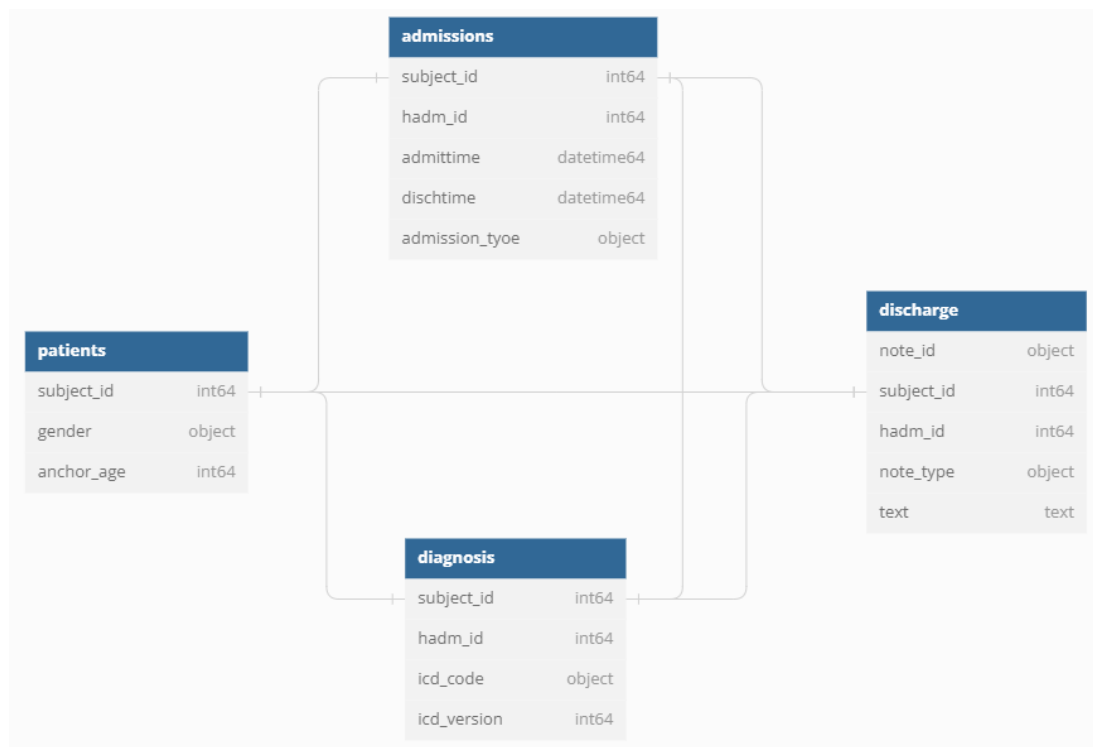 admissions
subject_id int64
hadm_id int64
admittime datetime64
dischtime datetime64
admission_tyoe object
patients
subject_id int64
gender object
anchor_age int64
discharge
note_id object
subject_id int64
hadm_id int64
note_type object
text text
diagnosis
subject_id int64
hadm_id int64
icd_code object
icd_version int64